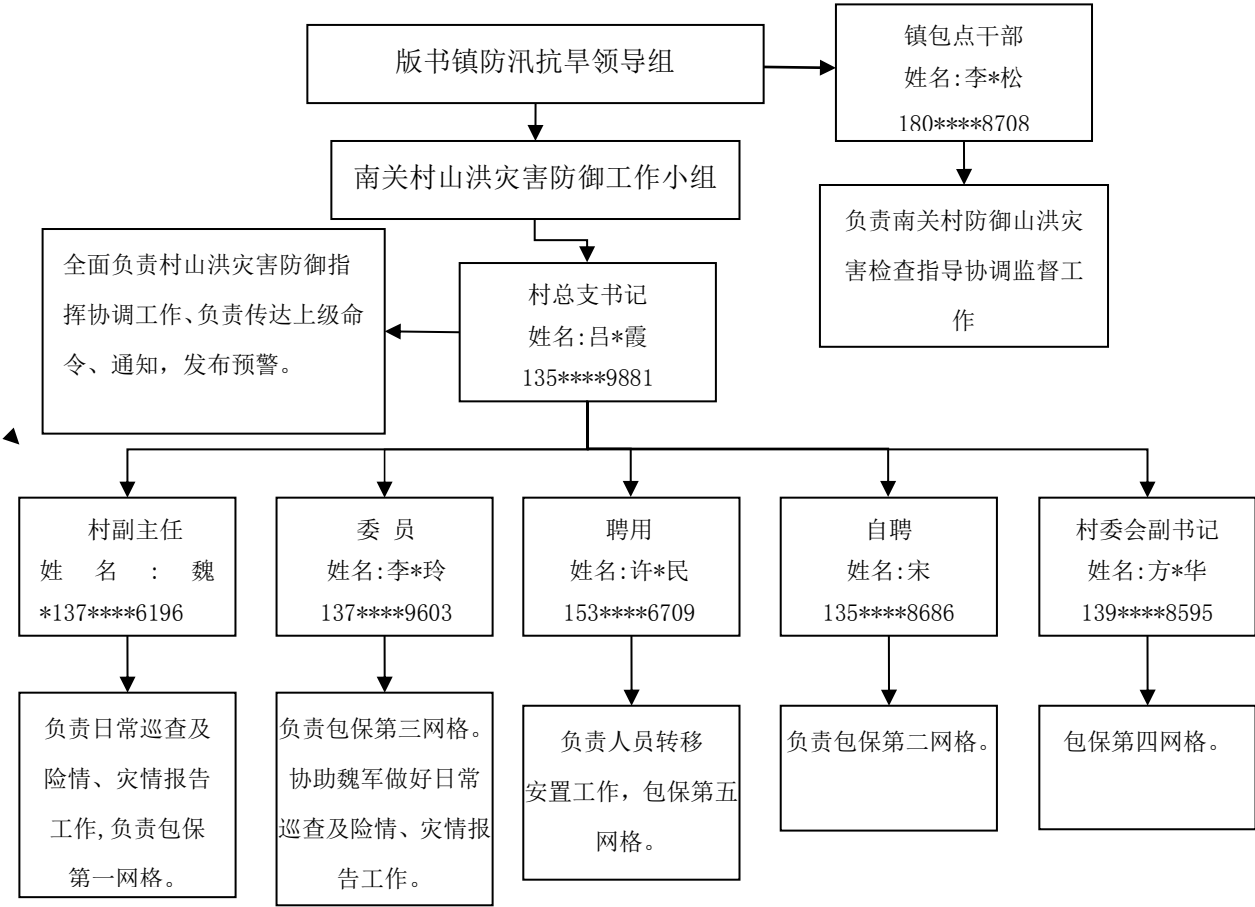 版书镇防汛抗旱领导组
镇包点干部
姓名:李*松
180****8708
南关村山洪灾害防御工作小组
负责南关村防御山洪灾
害检查指导协调监督工
作
全面负责村山洪灾害防御指
挥协调工作、负责传达上级命
令、通知，发布预警。
村总支书记
姓名:吕*霞
135****9881
村副主任
姓 名 : 魏
*137****6196
委 员
姓名:李*玲
137****9603
聘用
姓名:许*民
153****6709
自聘
姓名:宋
135****8686
村委会副书记
姓名:方*华
139****8595
负责日常巡查及
险情、灾情报告
工作,负责包保
第一网格。
负责包保第三网格。
协助魏军做好日常
巡查及险情、灾情报
告工作。
负责人员转移
安置工作，包保第五
网格。
负责包保第二网格。
包保第四网格。